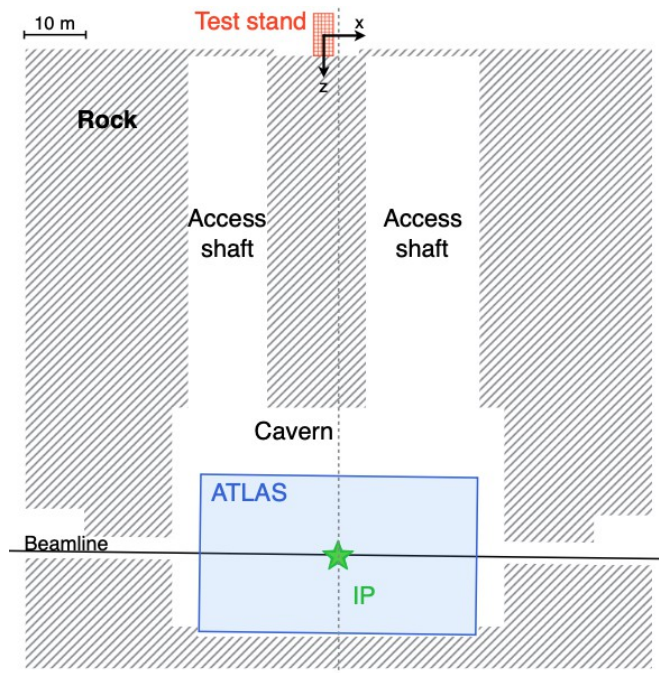 Test stand
10 m
x
z
Rock
Access
shaft
Access
shaft
Cavern
ATLAS
Beamline
IP